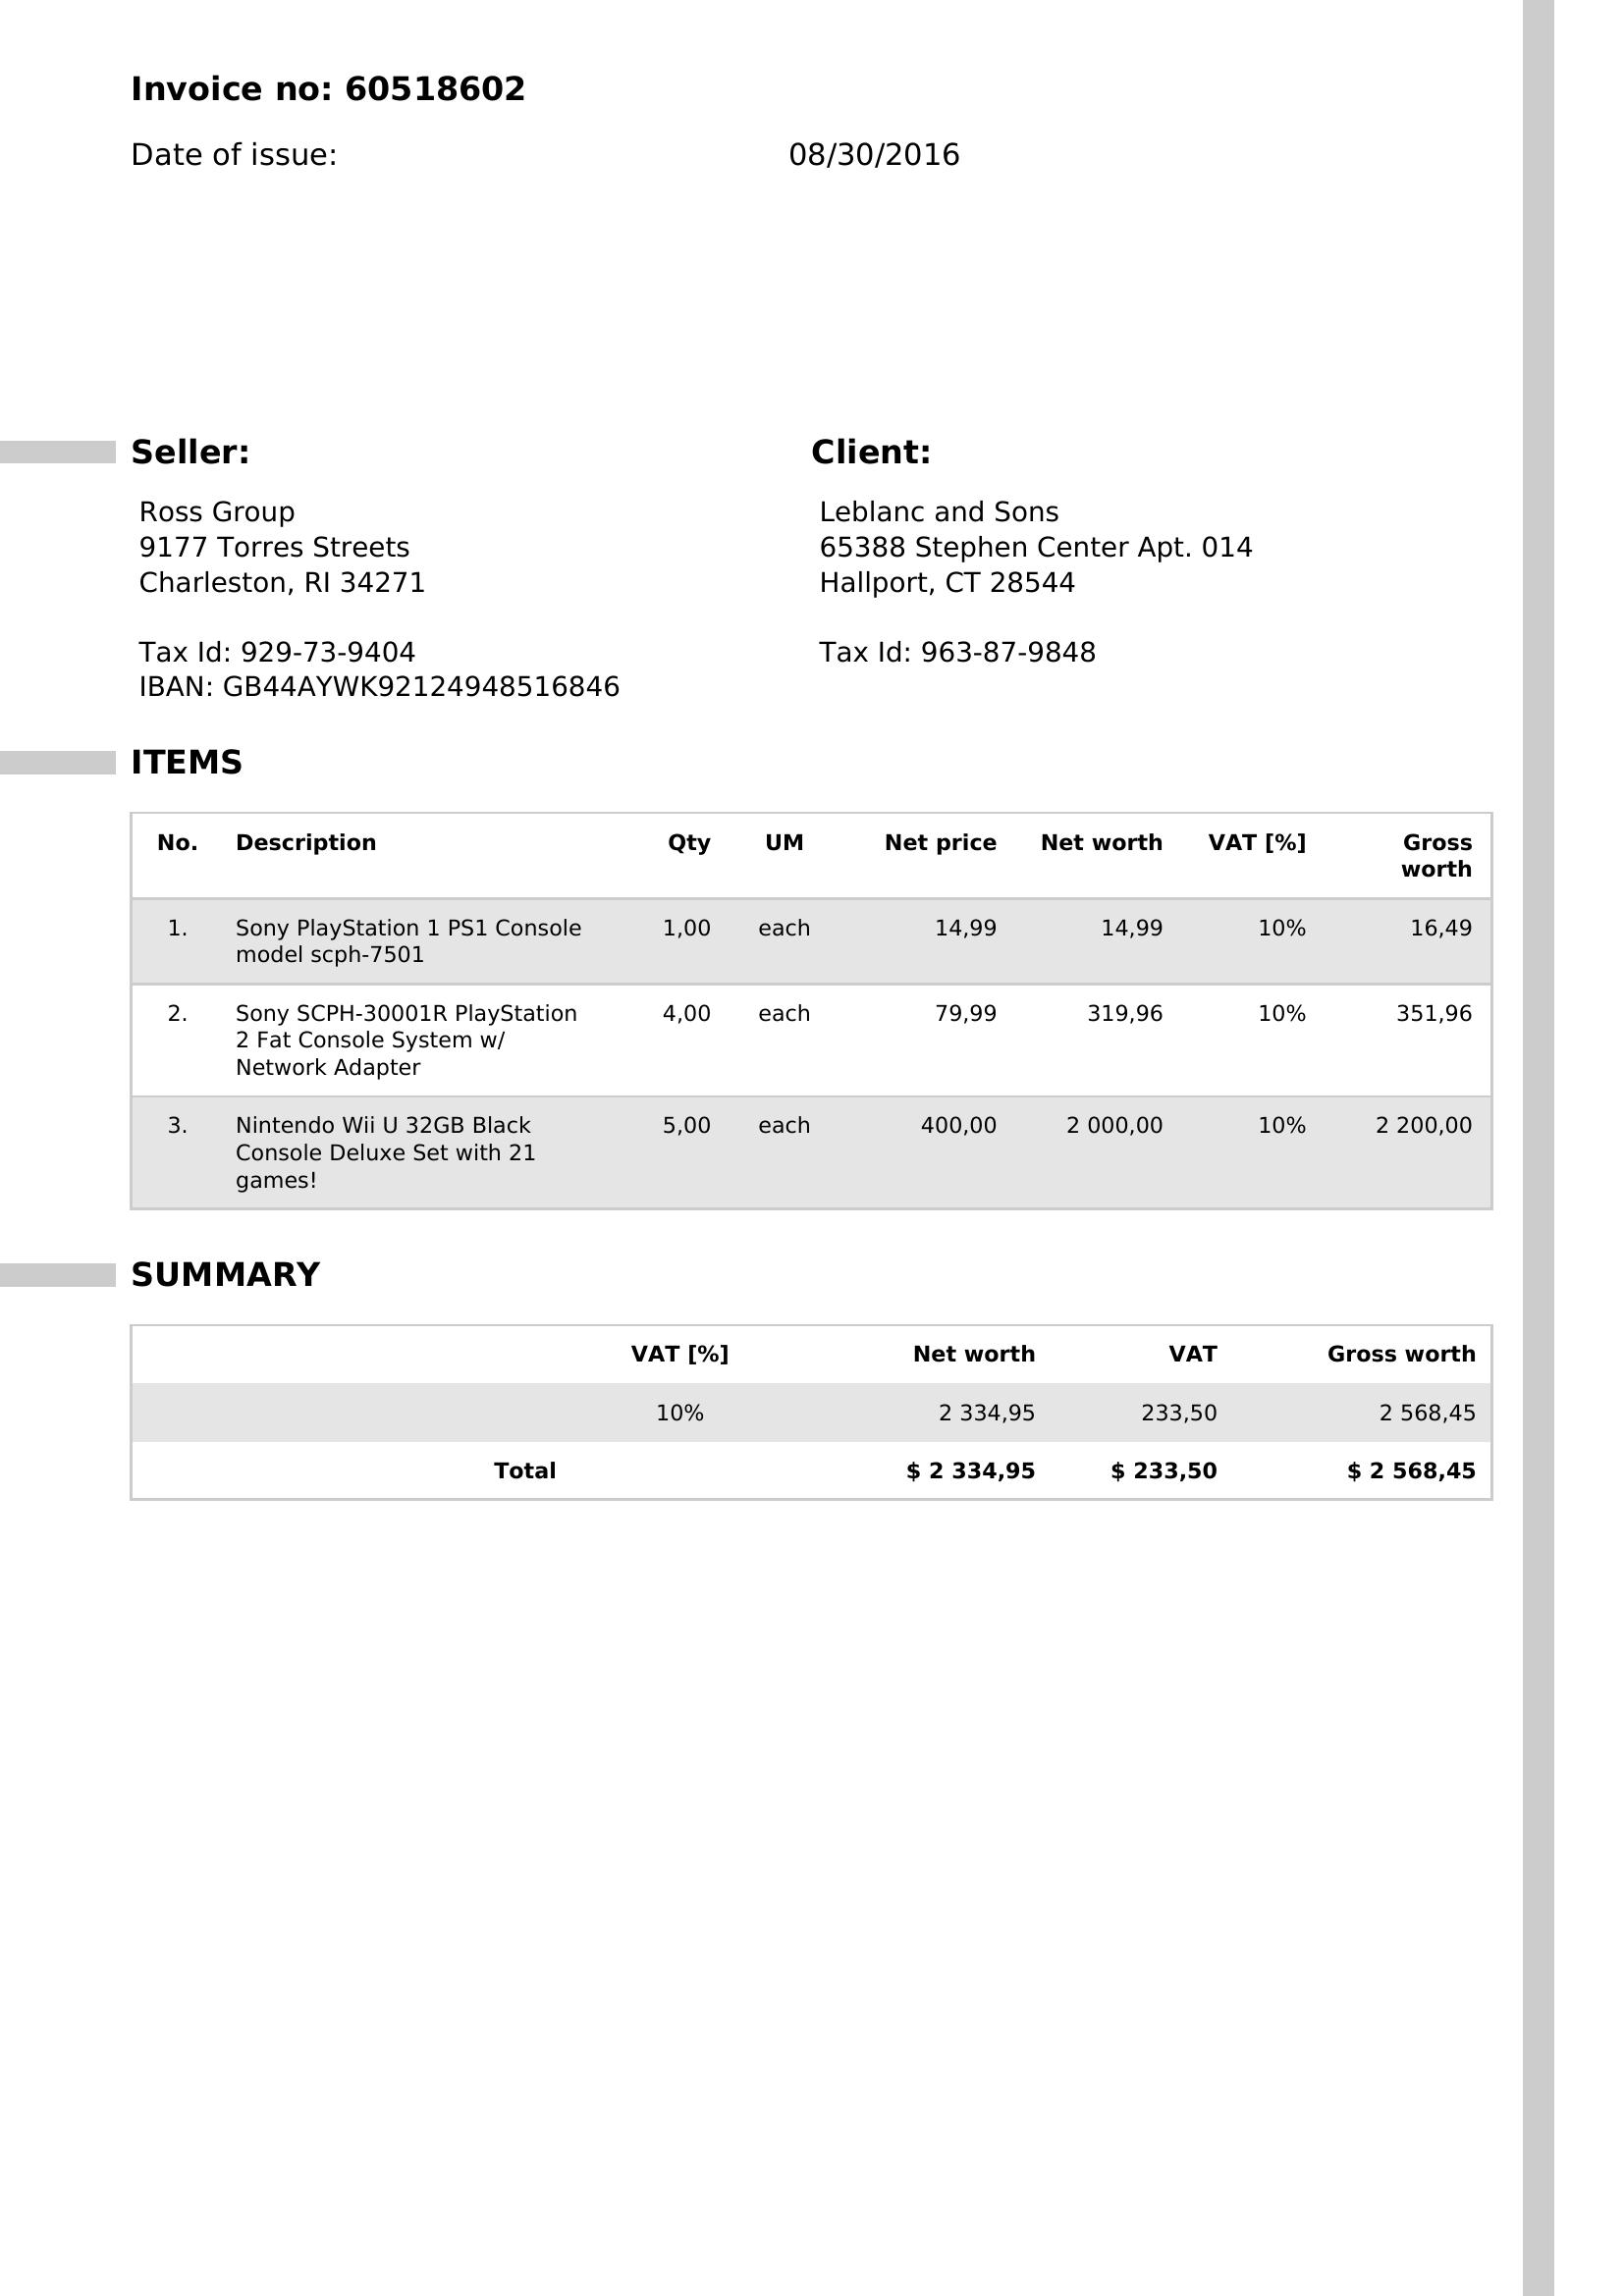 Invoice no: 60518602
Date of issue: 08/30/2016
Seller:
Ross Group
9177 Torres Streets
Charleston, RI 34271
Tax Id: 929-73-9404
IBAN: GB44AYWK92124948516846
Client:
Leblanc and Sons
65388 Stephen Center Apt. 014
Hallport, CT 28544
Tax Id: 963-87-9848
ITEMS
No. Description Qty UM Net price Net worth VAT [%] Gross
worth
1. Sony PlayStation 1 PS1 Console 1,00 each 14,99 14,99 10% 16,49
model scph-7501
2. Sony SCPH-30001R PlayStation 4,00 each 79,99 319,96 10% 351,96
2 Fat Console System w/
Network Adapter
3. Nintendo Wii U 32GB Black 5,00 each 400,00 2 000,00 10% 2 200,00
Console Deluxe Set with 21
games!
SUMMARY
VAT [%] Net worth VAT Gross worth
10% 2 334,95 233,50 2 568,45
Total $ 2 334,95 $ 233,50 $ 2 568,45